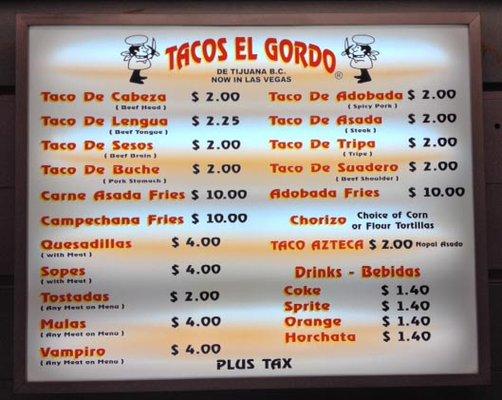 TACOS EL GORDO
®
DE TIJUANA B.C.
NOW IN LAS VEGAS
Taco De Cabeza $ 2.00
( Beef Head )
Taco De Lengua $ 2.25
( Beef Tongue )
Taco De Sesos $ 2.00
( Beef Brain )
Taco De Buche $ 2.00
( Pork Stomush )
Carne Asada Fries $ 10.00
Campechana Fries $ 10.00
Quesadillas $ 4.00
( with Meat )
Sopes $ 4.00
( with Meat )
Tostadas $ 2.00
( Any Meat on Menu )
Mulas $ 4.00
( Any Meat on Menu )
Vampiro $ 4.00
( Any Meat on Menu )
Taco De Adobada $ 2.00
( Spicy Pork )
Taco De Asada $ 2.00
( Steak )
Taco De Tripa $ 2.00
( Tripe )
Taco De Suadero $ 2.00
( Beef Shoulder )
Adobada Fries $ 10.00
Chorizo Choice of Corn
or Flour Tortillas
TACO AZTECA $ 2.00 Nopal Asado
Drinks - Bebidas
Coke $ 1.40
Sprite $ 1.40
Orange $ 1.40
Horchata $ 1.40
PLUS TAX